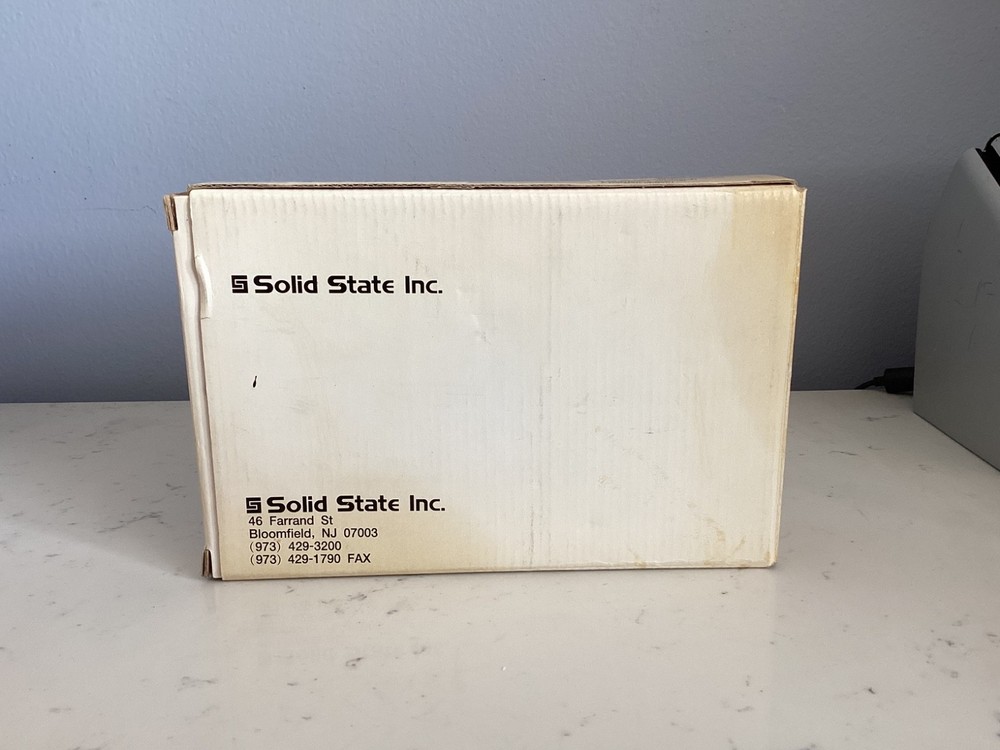 Solid State Inc.
Solid State Inc.
46 Farrand St
Bloomfield, NJ 07003
(973) 429-3200
(973) 429-1790 FAX